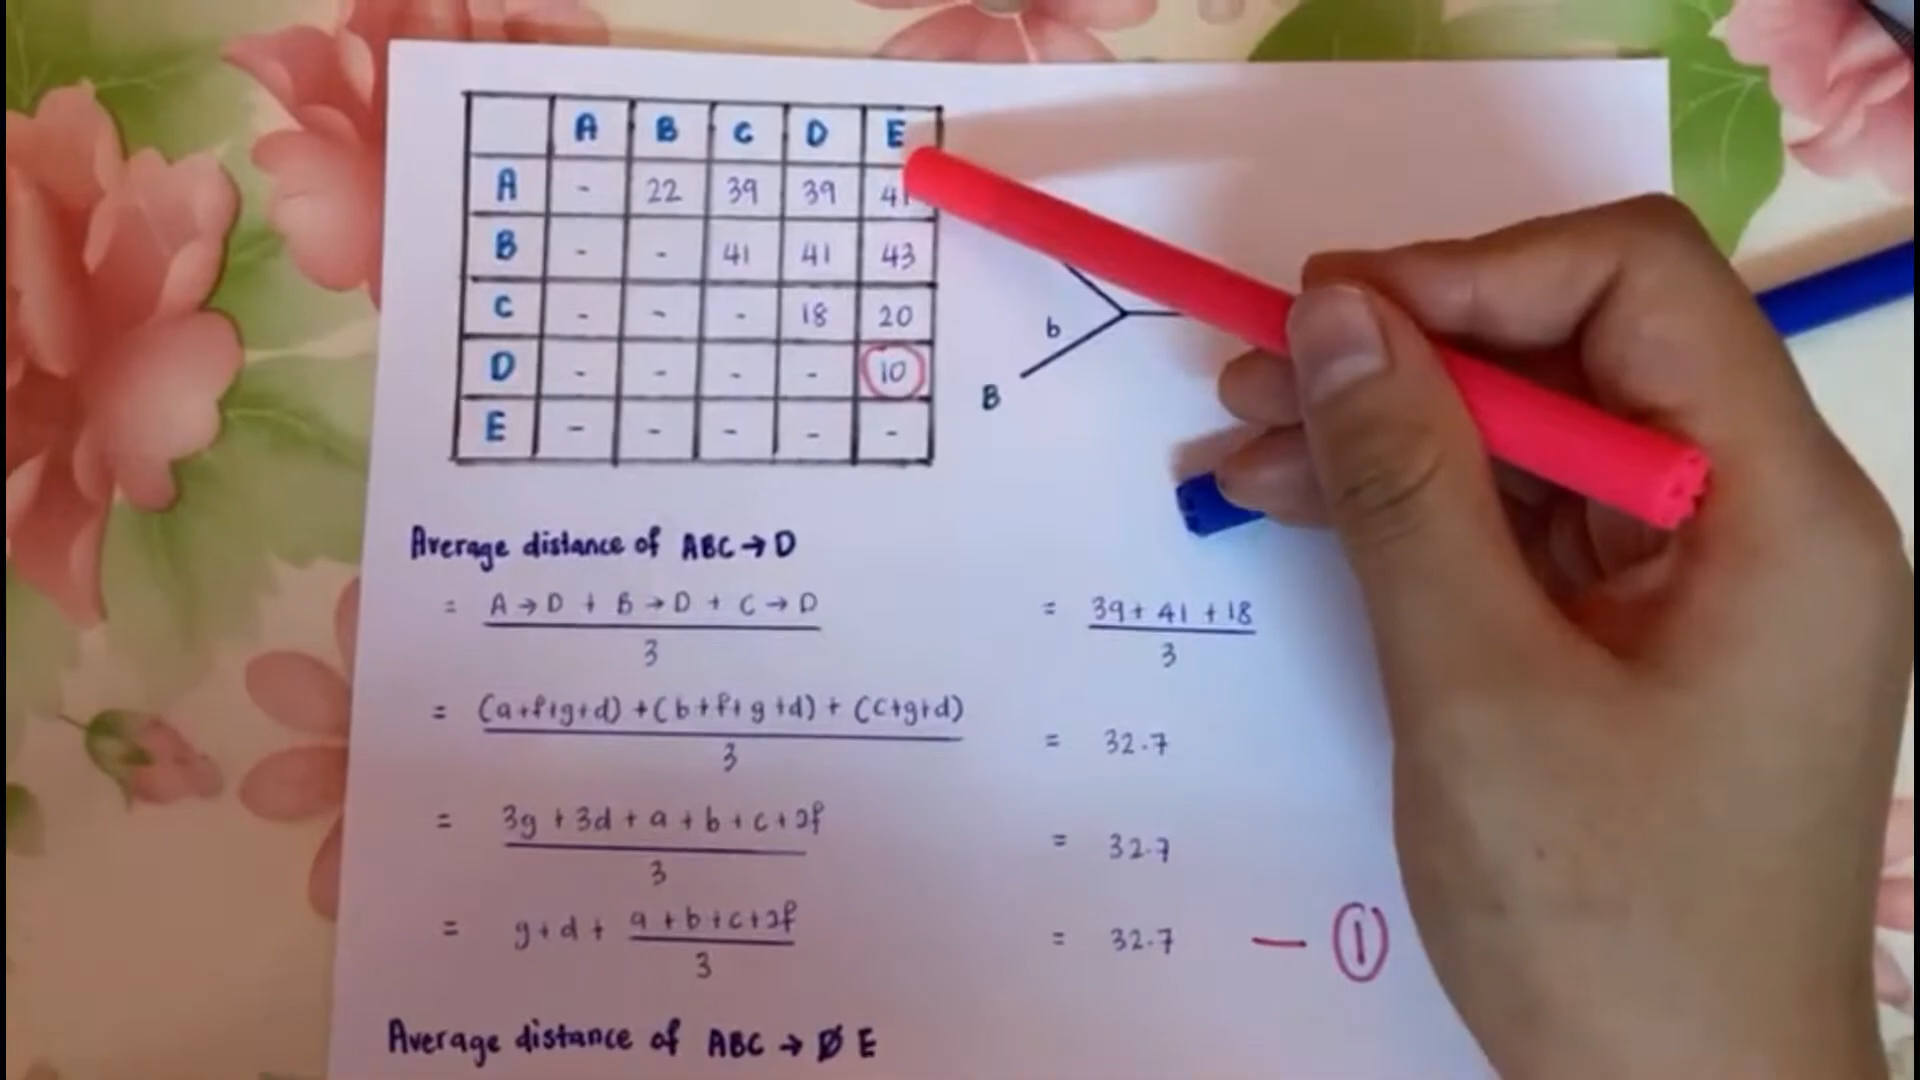 A B C D E
A - 22 39 39 41
B - - 41 41 43
C - - - 18 20
D - - - - 10
E - - - - -
b
B
Average distance of ABC → D
= A → D + B → D + C → D / 3 = 39 + 41 + 18 / 3
= (a+f+g+d) + (b+f+g+d) + (c+g+d) / 3 = 32.7
= 3g + 3d + a + b + c + 2f / 3 = 32.7
= g + d + a + b + c + 2f / 3 = 32.7 — ①
Average distance of ABC → E